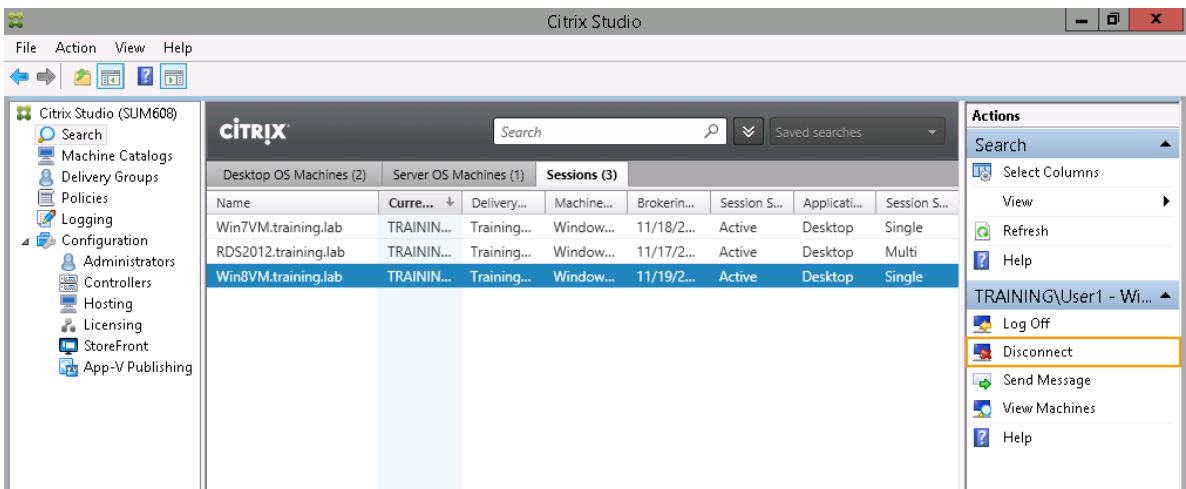 Citrix Studio
File Action View Help
Citrix Studio (SUM608)
Search
Machine Catalogs
Delivery Groups
Policies
Logging
Configuration
Administrators
Controllers
Hosting
Licensing
StoreFront
App-V Publishing
CITRIX
Search
Saved searches
Desktop OS Machines (2) Server OS Machines (1) Sessions (3)
Name Curre... Delivery... Machine... Brokerin... Session S... Applicati... Session S...
Win7VM.training.lab TRAININ... Training... Window... 11/18/2... Active Desktop Single
RDS2012.training.lab TRAININ... Training... Window... 11/17/2... Active Desktop Multi
Win8VM.training.lab TRAININ... Training... Window... 11/19/2... Active Desktop Single
Actions
Search
Select Columns
View
Refresh
Help
TRAINING\User1 - Wi...
Log Off
Disconnect
Send Message
View Machines
Help